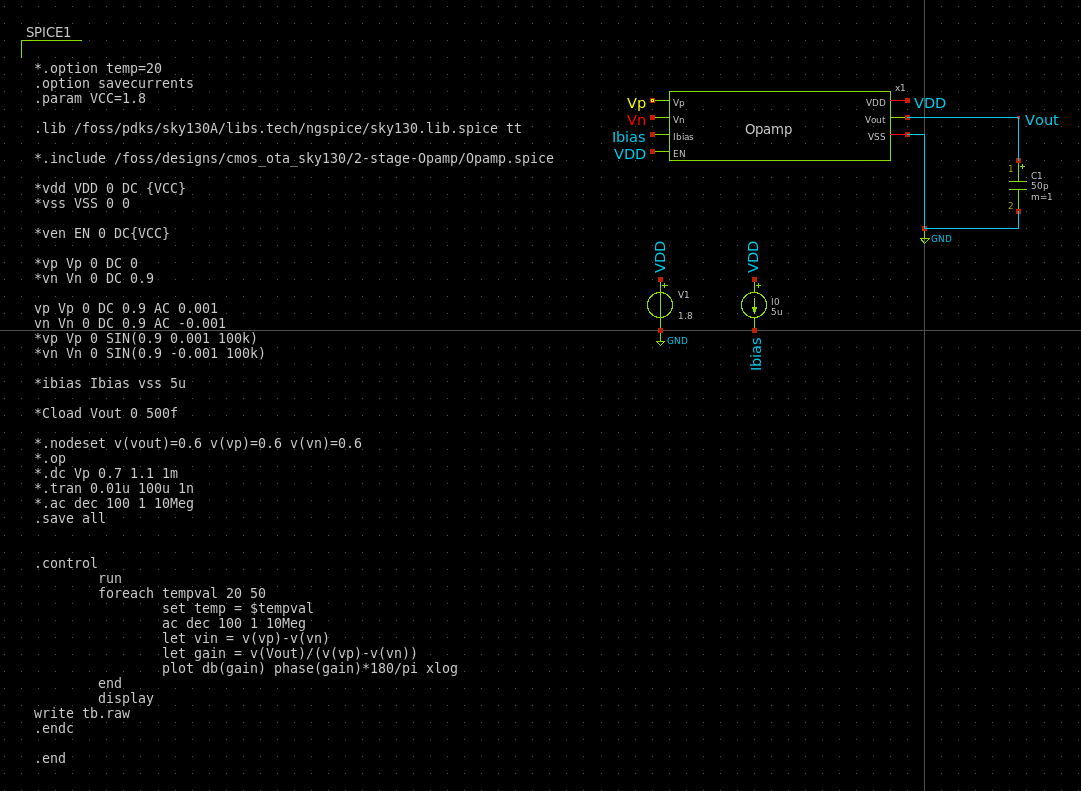 SPICE1
*.option temp=20
.option savecurrents
.param VCC=1.8
.lib /foss/pdks/sky130A/libs.tech/ngspice/sky130.lib.spice tt
*.include /foss/designs/cmos_ota_sky130/2-stage-Opamp/Opamp.spice
*vdd VDD 0 DC {VCC}
*vss VSS 0 0
*ven EN 0 DC{VCC}
*vp Vp 0 DC 0
*vn Vn 0 DC 0.9
vp Vp 0 DC 0.9 AC 0.001
vn Vn 0 DC 0.9 AC -0.001
*vp Vp 0 SIN(0.9 0.001 100k)
*vn Vn 0 SIN(0.9 -0.001 100k)
*ibias Ibias vss 5u
*Cload Vout 0 500f
*.nodeset v(vout)=0.6 v(vp)=0.6 v(vn)=0.6
*.op
*.dc Vp 0.7 1.1 1m
*.tran 0.01u 100u 1n
*.ac dec 100 1 10Meg
.save all
.control
run
foreach tempval 20 50
set temp = $tempval
ac dec 100 1 10Meg
let vin = v(vp)-v(vn)
let gain = v(Vout)/(v(vp)-v(vn))
plot db(gain) phase(gain)*180/pi xlog
end
display
write tb.raw
.endc
.end
x1
Vp Vp VDD VDD
Vn Vn Opamp Vout Vout
Ibias Ibias VSS
VDD EN
1
C1
50p
m=1
2
GND
VDD
V1
1.8
GND
VDD
I0
5u
Ibias